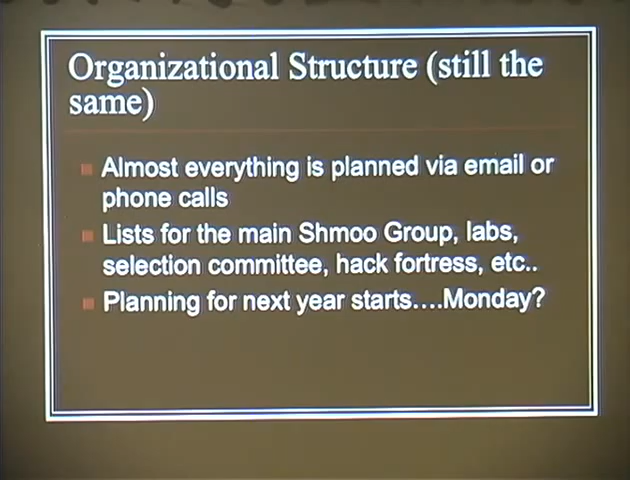 Organizational Structure (still the
same)
Almost everything is planned via email or
phone calls
Lists for the main Shmoo Group, labs,
selection committee, hack fortress, etc..
Planning for next year starts....Monday?